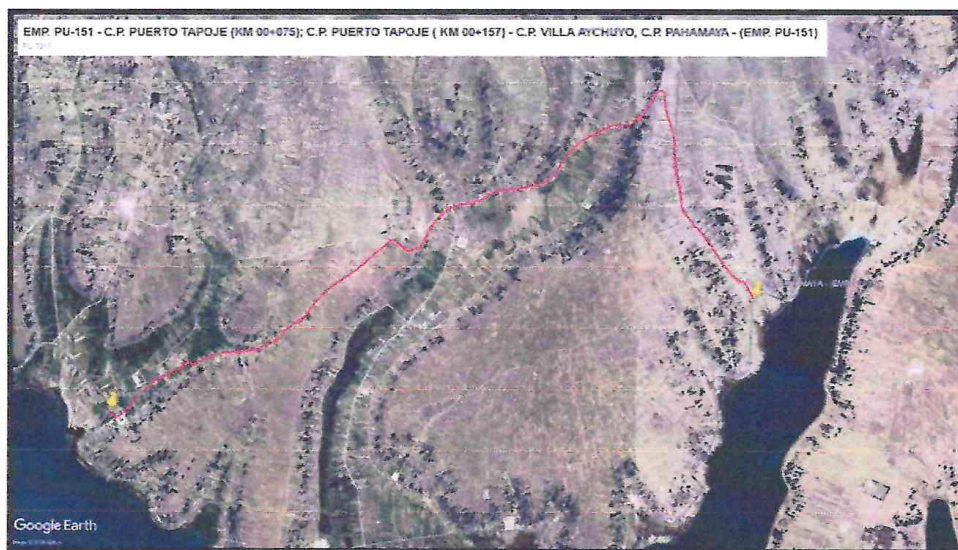 EMP. PU-151 - C.P. PUERTO TAPOJE (KM 00+075); C.P. PUERTO TAPOJE ( KM 00+157) - C.P. VILLA AYCHUYO, C.P. PAHAMAYA - (EMP. PU-151)
Google Earth